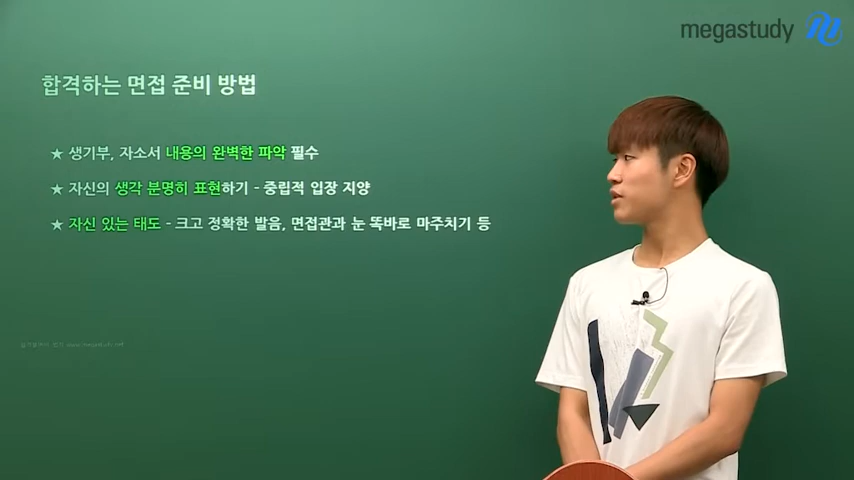 megastudy
합격하는 면접 준비 방법
★ 생기부, 자소서 내용의 완벽한 파악 필수
★ 자신의 생각 분명히 표현하기 - 중립적 입장 지양
★ 자신 있는 태도 - 크고 정확한 발음, 면접관과 눈 똑바로 마주치기 등